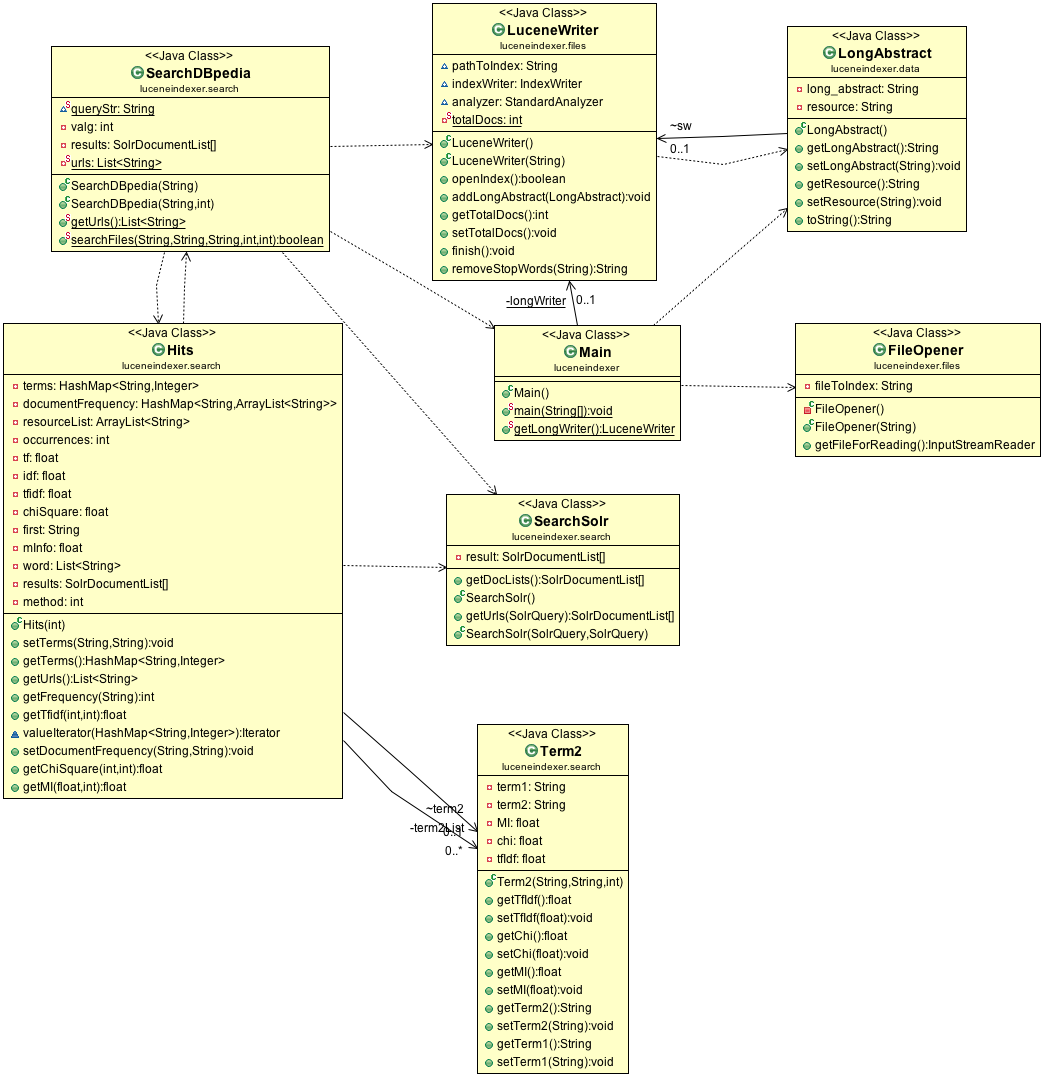 <<Java Class>>
SearchDBpedia
luceneindexer.search
queryStr: String
valg: int
results: SolrDocumentList[]
urls: List<String>
SearchDBpedia(String)
SearchDBpedia(String,int)
getUrls():List<String>
searchFiles(String,String,String,int,int):boolean
<<Java Class>>
LuceneWriter
luceneindexer.files
pathToIndex: String
indexWriter: IndexWriter
analyzer: StandardAnalyzer
totalDocs: int
LuceneWriter()
LuceneWriter(String)
openIndex():boolean
addLongAbstract(LongAbstract):void
getTotalDocs():int
setTotalDocs():void
finish():void
removeStopWords(String):String
<<Java Class>>
LongAbstract
luceneindexer.data
long_abstract: String
resource: String
LongAbstract()
getLongAbstract():String
setLongAbstract(String):void
getResource():String
setResource(String):void
toString():String
~sw
0..1
-longWriter
0..1
<<Java Class>>
Hits
luceneindexer.search
terms: HashMap<String,Integer>
documentFrequency: HashMap<String,ArrayList<String>>
resourceList: ArrayList<String>
occurrences: int
tf: float
idf: float
tfidf: float
chiSquare: float
first: String
mInfo: float
word: List<String>
results: SolrDocumentList[]
method: int
Hits(int)
setTerms(String,String):void
getTerms():HashMap<String,Integer>
getUrls():List<String>
getFrequency(String):int
getTfidf(int,int):float
valueIterator(HashMap<String,Integer>):Iterator
setDocumentFrequency(String,String):void
getChiSquare(int,int):float
getMI(float,int):float
<<Java Class>>
Main
luceneindexer
Main()
main(String[]):void
getLongWriter():LuceneWriter
<<Java Class>>
FileOpener
luceneindexer.files
fileToIndex: String
FileOpener()
FileOpener(String)
getFileForReading():InputStreamReader
<<Java Class>>
SearchSolr
luceneindexer.search
result: SolrDocumentList[]
getDocLists():SolrDocumentList[]
SearchSolr()
getUrls(SolrQuery):SolrDocumentList[]
SearchSolr(SolrQuery,SolrQuery)
~term2
0..1
-term2List
0..*
<<Java Class>>
Term2
luceneindexer.search
term1: String
term2: String
MI: float
chi: float
tfIdf: float
Term2(String,String,int)
getTfIdf():float
setTfIdf(float):void
getChi():float
setChi(float):void
getMI():float
setMI(float):void
getTerm2():String
setTerm2(String):void
getTerm1():String
setTerm1(String):void